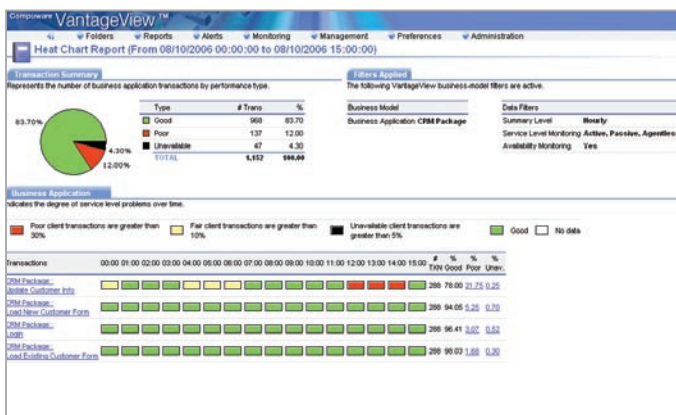 Compuware VantageView™
Folders Reports Alerts Monitoring Management Preferences Administration
Heat Chart Report (From 08/10/2006 00:00:00 to 08/10/2006 15:00:00)
Transaction Summary
Represents the number of business application transactions by performance type.
83.70%
4.30%
12.00%
Type # Trans %
Good 968 83.70
Poor 137 12.00
Unavailable 47 4.30
TOTAL 1,152 100.00
Filters Applied
The following VantageView business-model filters are active.
Business Model
Business Application CRM Package
Data Filters
Summary Level Hourly
Service Level Monitoring Active, Passive, Agentless
Availability Monitoring Yes
Business Application
ndicates the degree of service level problems over time.
Poor client transactions are greater than 30%
Fair client transactions are greater than 10%
Unavailable client transactions are greater than 5%
Good
No data
Transactions 00:00 01:00 02:00 03:00 04:00 05:00 06:00 07:00 08:00 09:00 10:00 11:00 12:00 13:00 14:00 15:00 # TXN % Good % Poor % Unav.
CRM Package :
Update Customer Info
288 78.00 21.75 0.25
CRM Package :
Load New Customer Form
288 94.05 5.25 0.70
CRM Package :
Login
288 96.41 3.07 0.52
CRM Package :
Load Existing Customer Form
288 98.03 1.68 0.30